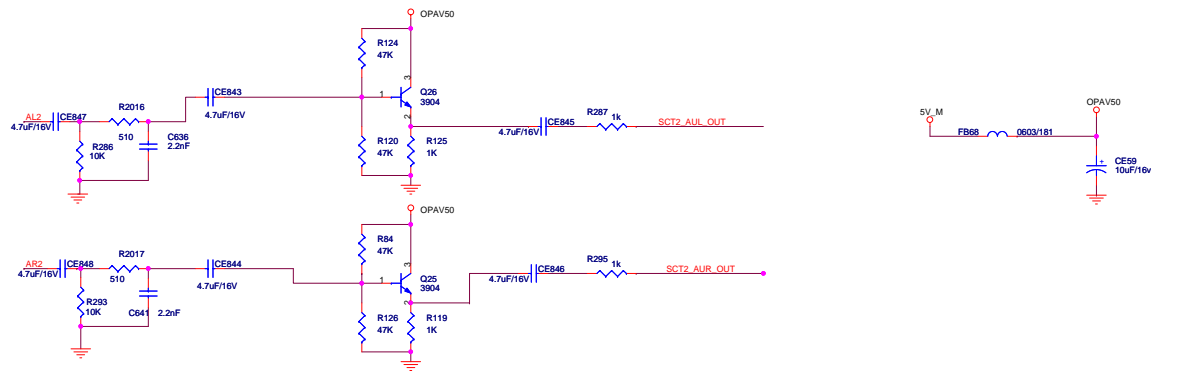 OPAV50
R124
47K
3
CE843
Q26
3904
1
4.7uF/16V
2
AL2
CE847
4.7uF/16V
R2016
510
C636
2.2nF
R286
10K
R120
47K
R125
1K
CE845
4.7uF/16V
R287
1k
SCT2_AUL_OUT
5V_M
FB68
0603/181
OPAV50
CE59
10uF/16v
+
OPAV50
R84
47K
3
AR2
CE848
4.7uF/16V
R2017
510
CE844
4.7uF/16V
1
Q25
3904
2
CE846
4.7uF/16V
R295
1k
SCT2_AUR_OUT
R293
10K
C641
2.2nF
R126
47K
R119
1K